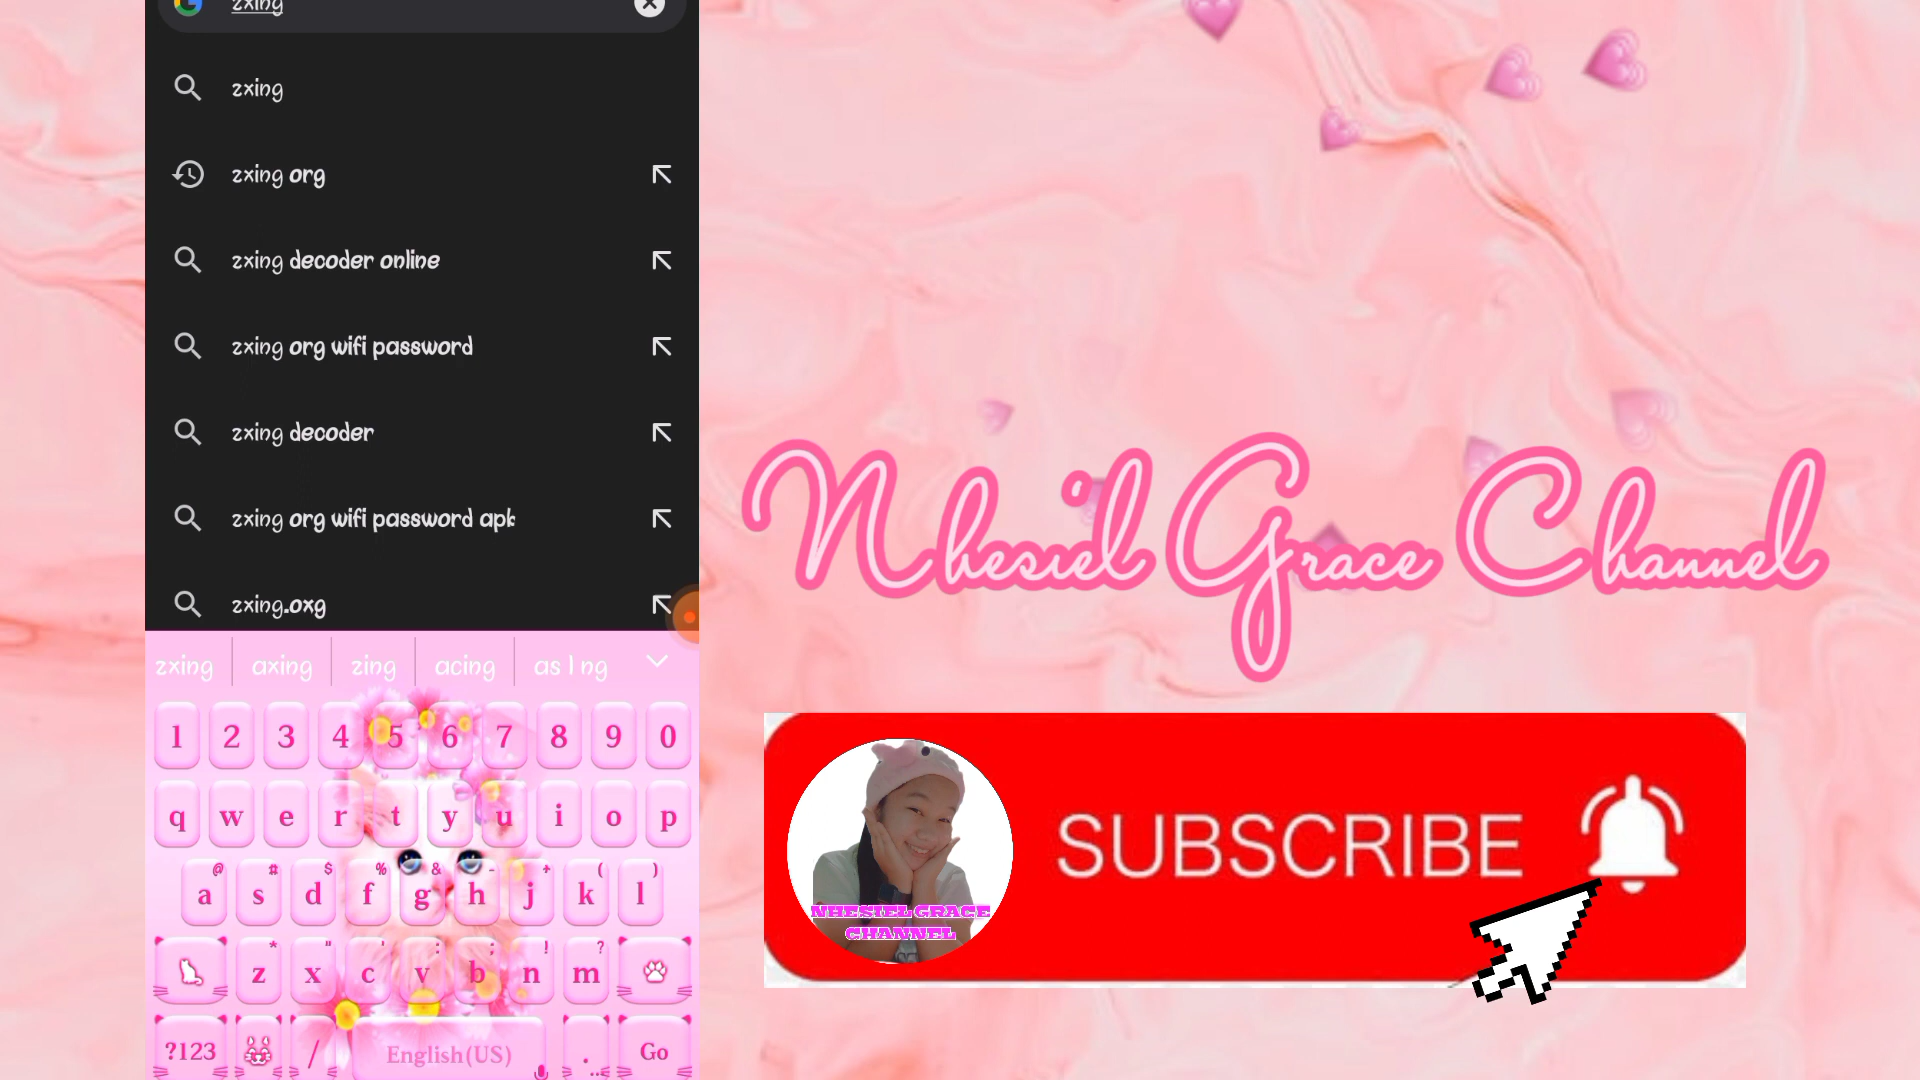 zxing
zxing
zxing org
zxing decoder online
zxing org wifi password
zxing decoder
zxing org wifi password apk
zxing.oxg
zxing axing zing acing as I ng
1 2 3 4 5 6 7 8 9 0
q w e r t y u i o p
@ # $ % & - + ( )
a s d f g h j k l
* " ' : ; ! ?
z x c v b n m
?123 / English(US) . Go
Nhesiel Grace Channel
SUBSCRIBE
NHESIEL GRACE
CHANNEL